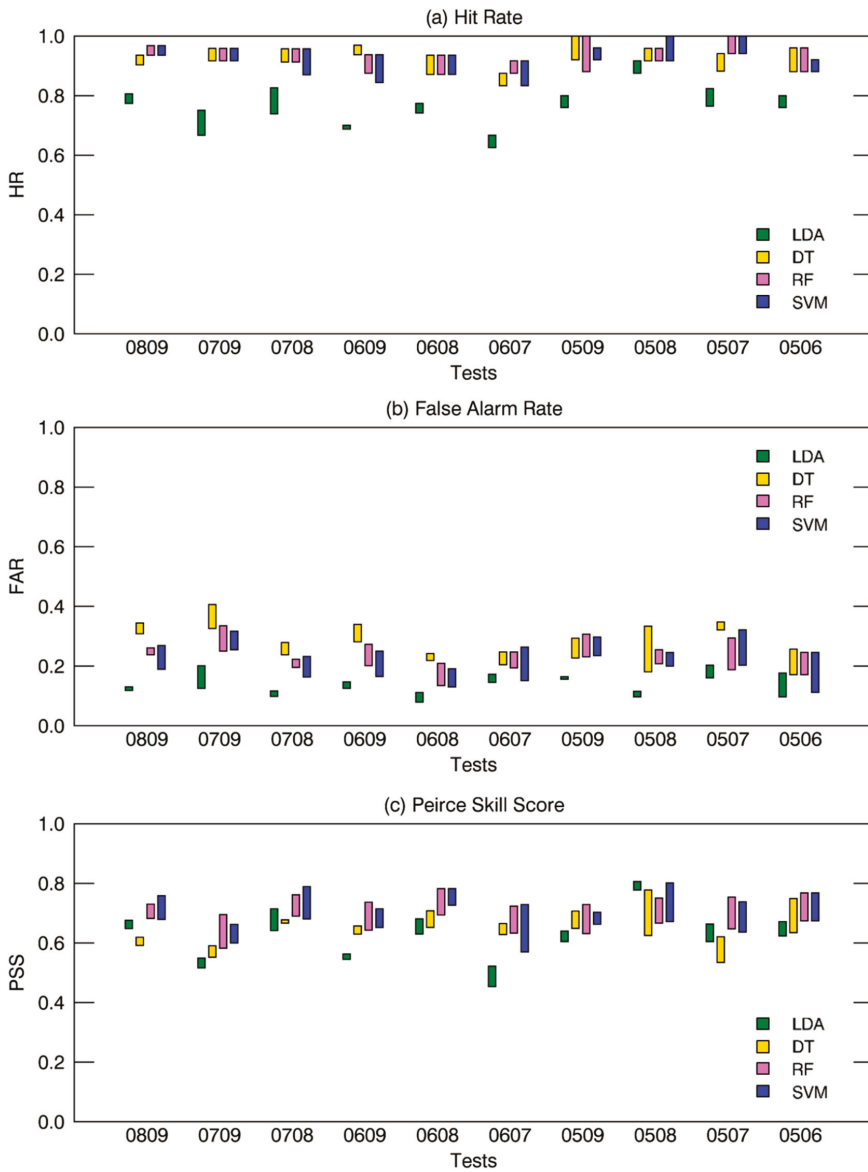 (a) Hit Rate
1.0
0.8
0.6
0.4
0.2
0.0
HR
LDA
DT
RF
SVM
0809 0709 0708 0609 0608 0607 0509 0508 0507 0506
Tests
(b) False Alarm Rate
1.0
0.8
0.6
0.4
0.2
0.0
FAR
LDA
DT
RF
SVM
0809 0709 0708 0609 0608 0607 0509 0508 0507 0506
Tests
(c) Peirce Skill Score
1.0
0.8
0.6
0.4
0.2
0.0
PSS
LDA
DT
RF
SVM
0809 0709 0708 0609 0608 0607 0509 0508 0507 0506
Tests